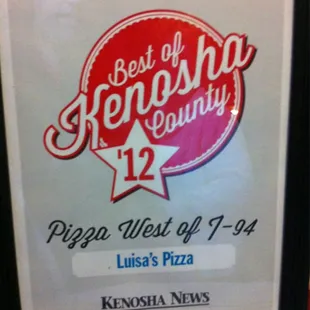 Best of
Kenosha
County
'12
Pizza West of I-94
Luisa's Pizza
KENOSHA NEWS